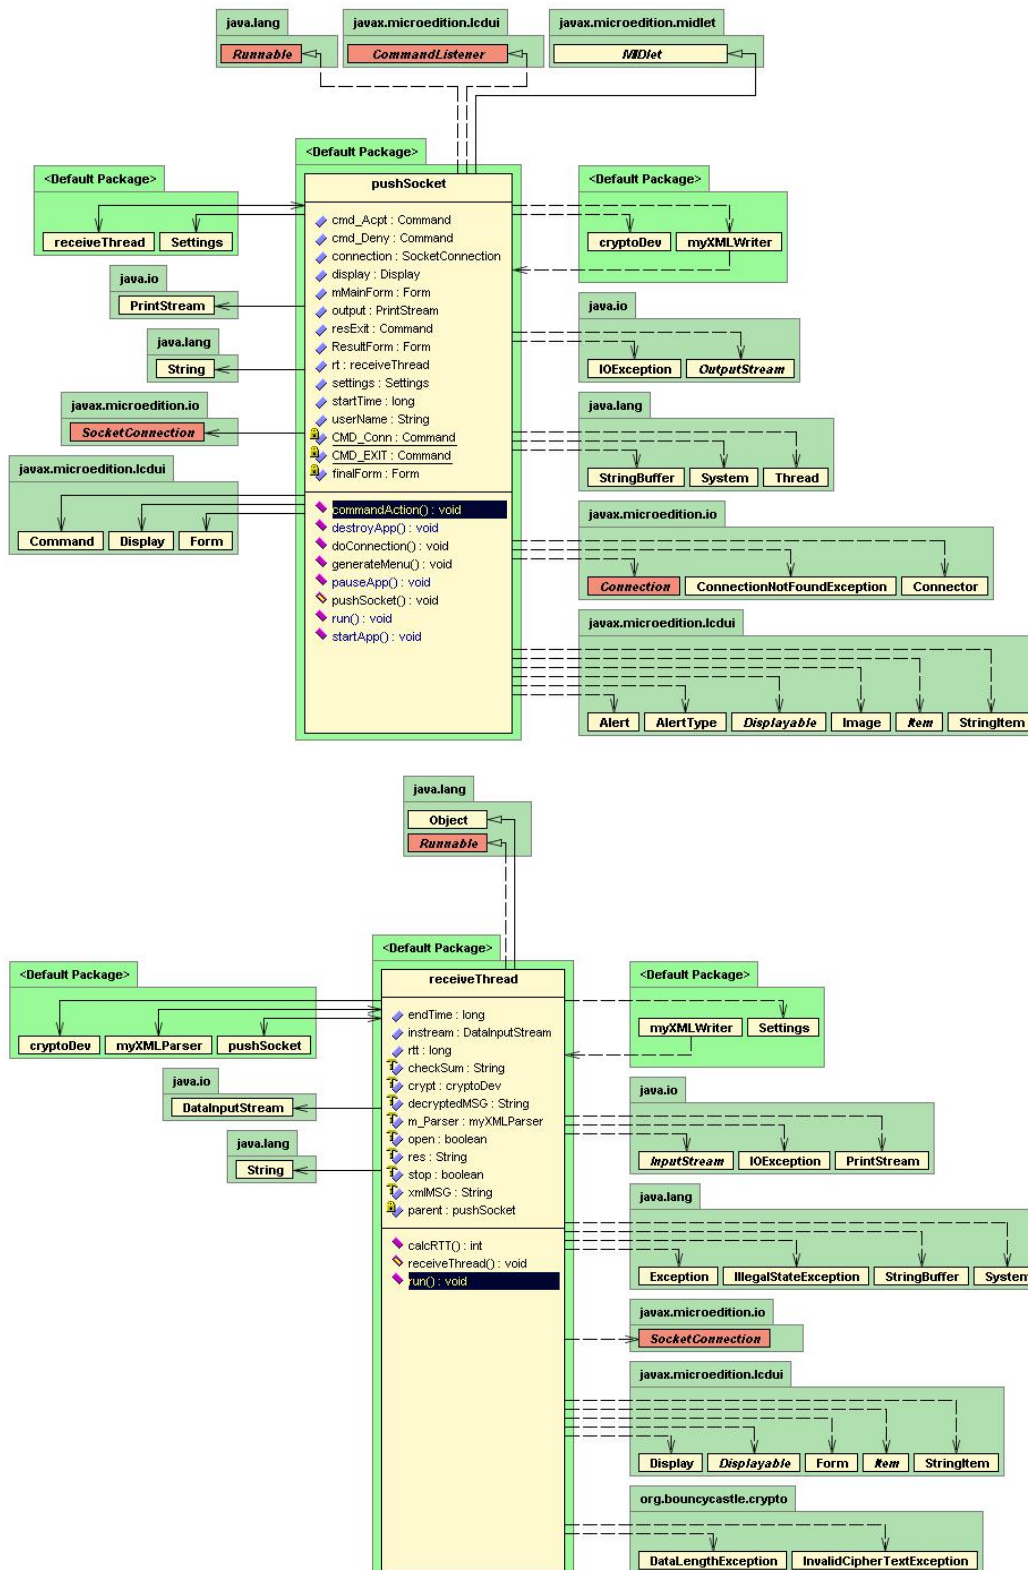 java.lang
Runnable
javax.microedition.lcdui
CommandListener
javax.microedition.midlet
MIDlet
<Default Package>
receiveThread
Settings
java.io
PrintStream
java.lang
String
javax.microedition.io
SocketConnection
javax.microedition.lcdui
Command
Display
Form
<Default Package>
pushSocket
cmd_Acpt : Command
cmd_Deny : Command
connection : SocketConnection
display : Display
mMainForm : Form
output : PrintStream
resExit : Command
ResultForm : Form
rt : receiveThread
settings : Settings
startTime : long
userName : String
CMD_Conn : Command
CMD_EXIT : Command
finalForm : Form
commandAction() : void
destroyApp() : void
doConnection() : void
generateMenu() : void
pauseApp() : void
pushSocket() : void
run() : void
startApp() : void
<Default Package>
cryptoDev
myXMLWriter
java.io
IOException
OutputStream
java.lang
StringBuffer
System
Thread
javax.microedition.io
Connection
ConnectionNotFoundException
Connector
javax.microedition.lcdui
Alert
AlertType
Displayable
Image
Item
StringItem
java.lang
Object
Runnable
<Default Package>
cryptoDev
myXMLParser
pushSocket
java.io
DataInputStream
java.lang
String
<Default Package>
receiveThread
endTime : long
instream : DataInputStream
rtt : long
checkSum : String
crypt : cryptoDev
decryptedMSG : String
m_Parser : myXMLParser
open : boolean
res : String
stop : boolean
xmlMSG : String
parent : pushSocket
calcRTT() : int
receiveThread() : void
run() : void
<Default Package>
myXMLWriter
Settings
java.io
InputStream
IOException
PrintStream
java.lang
Exception
IllegalStateException
StringBuffer
System
javax.microedition.io
SocketConnection
javax.microedition.lcdui
Display
Displayable
Form
Item
StringItem
org.bouncycastle.crypto
DataLengthException
InvalidCipherTextException